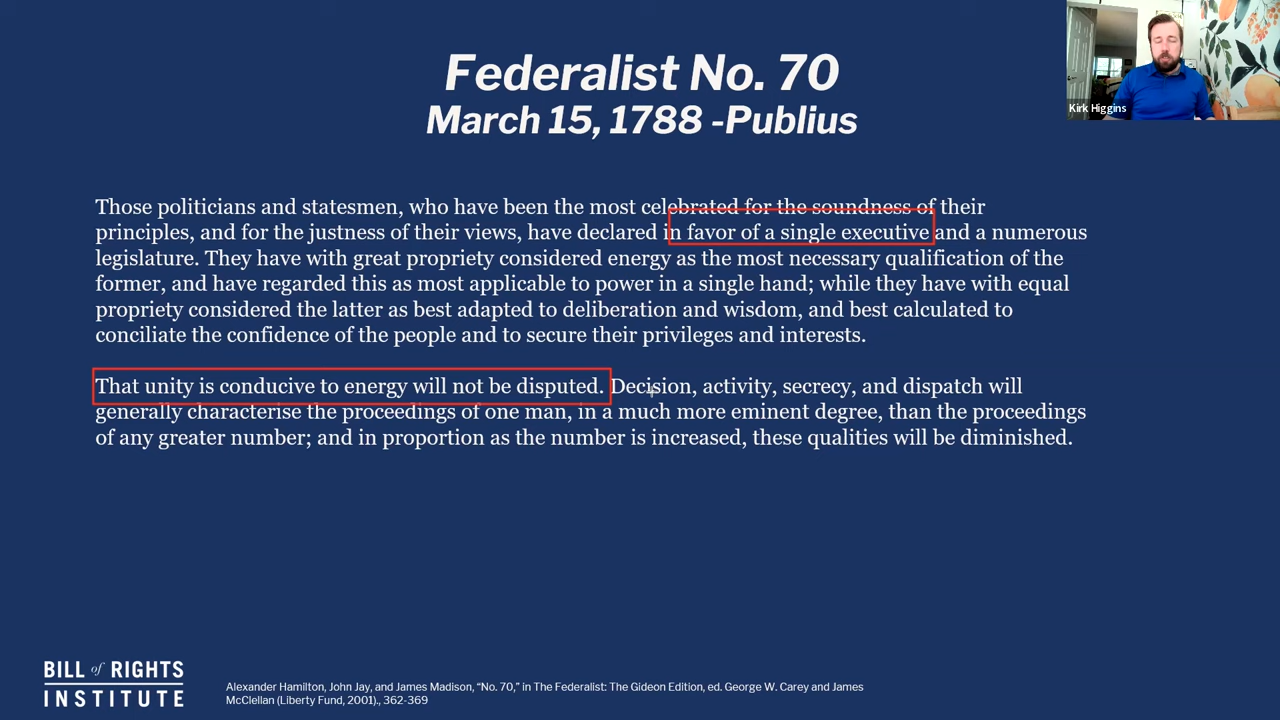 Federalist No. 70
March 15, 1788 -Publius
Kirk Higgins
Those politicians and statesmen, who have been the most celebrated for the soundness of their
principles, and for the justness of their views, have declared in favor of a single executive and a numerous
legislature. They have with great propriety considered energy as the most necessary qualification of the
former, and have regarded this as most applicable to power in a single hand; while they have with equal
propriety considered the latter as best adapted to deliberation and wisdom, and best calculated to
conciliate the confidence of the people and to secure their privileges and interests.
That unity is conducive to energy will not be disputed. Decision, activity, secrecy, and dispatch will
generally characterise the proceedings of one man, in a much more eminent degree, than the proceedings
of any greater number; and in proportion as the number is increased, these qualities will be diminished.
BILL of RIGHTS
INSTITUTE
Alexander Hamilton, John Jay, and James Madison, “No. 70,” in The Federalist: The Gideon Edition, ed. George W. Carey and James
McClellan (Liberty Fund, 2001)., 362-369